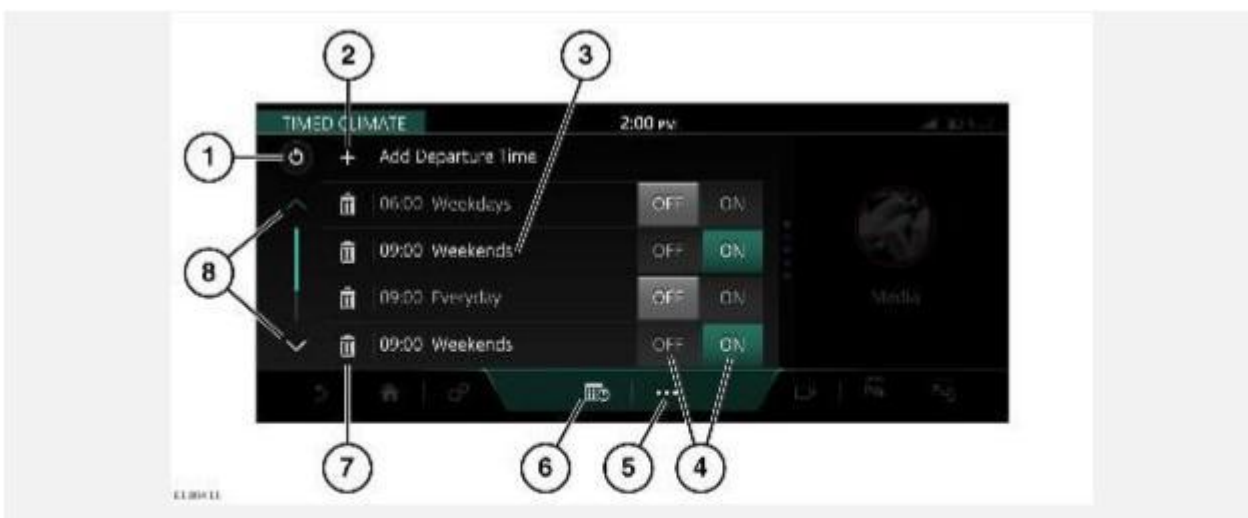 2 3
TIMED CLIMATE 2:00 PM
1
+ Add Departure Time
06:00 Weekdays OFF ON
09:00 Weekends OFF ON
8
09:00 Everyday OFF ON
Media
09:00 Weekends OFF ON
7 6 5 4